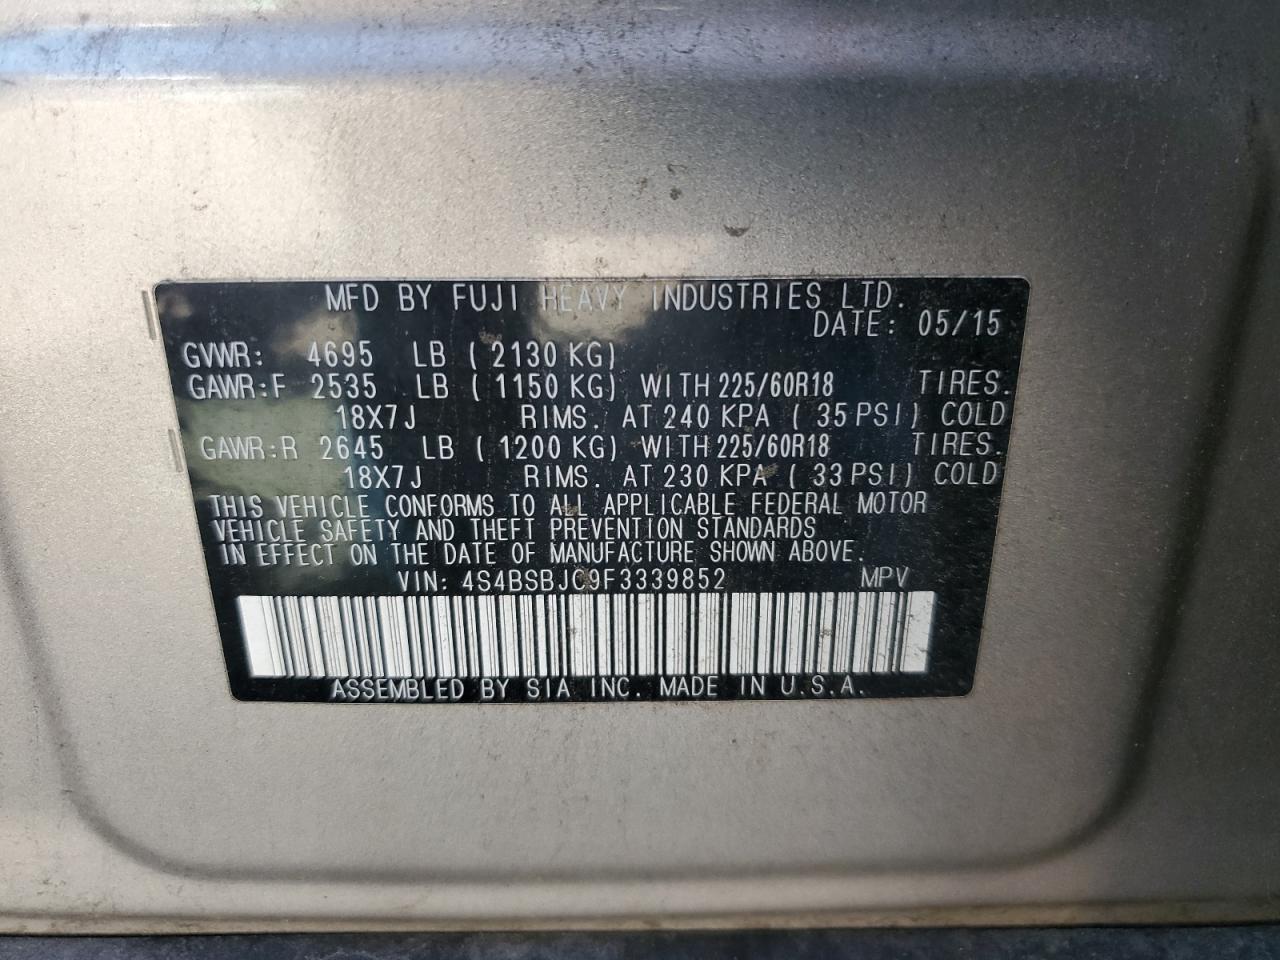 MFD BY FUJI HEAVY INDUSTRIES LTD.
DATE: 05/15
GVWR: 4695 LB ( 2130 KG)
GAWR:F 2535 LB ( 1150 KG) WITH 225/60R18 TIRES.
18X7J RIMS. AT 240 KPA ( 35 PSI) COLD
GAWR:R 2645 LB ( 1200 KG) WITH 225/60R18 TIRES.
18X7J RIMS. AT 230 KPA ( 33 PSI) COLD
THIS VEHICLE CONFORMS TO ALL APPLICABLE FEDERAL MOTOR
VEHICLE SAFETY AND THEFT PREVENTION STANDARDS
IN EFFECT ON THE DATE OF MANUFACTURE SHOWN ABOVE.
VIN: 4S4BSBJC9F3339852 MPV
ASSEMBLED BY SIA INC. MADE IN U.S.A.